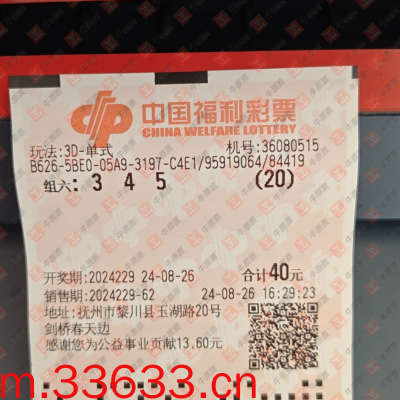 中国福利彩票
CHINA WELFARE LOTTERY
玩法:3D-单式 机号:36080515
B626-5BE0-05A9-3197-C4E1/95919064/84419
组六: 3 4 5 (20)
开奖期:2024229 24-08-26 合计40元
销售期:2024229-62 24-08-26 16:29:23
地址:抚州市黎川县玉湖路20号
剑桥春天边
感谢您为公益事业贡献13.60元
m.33633.cn